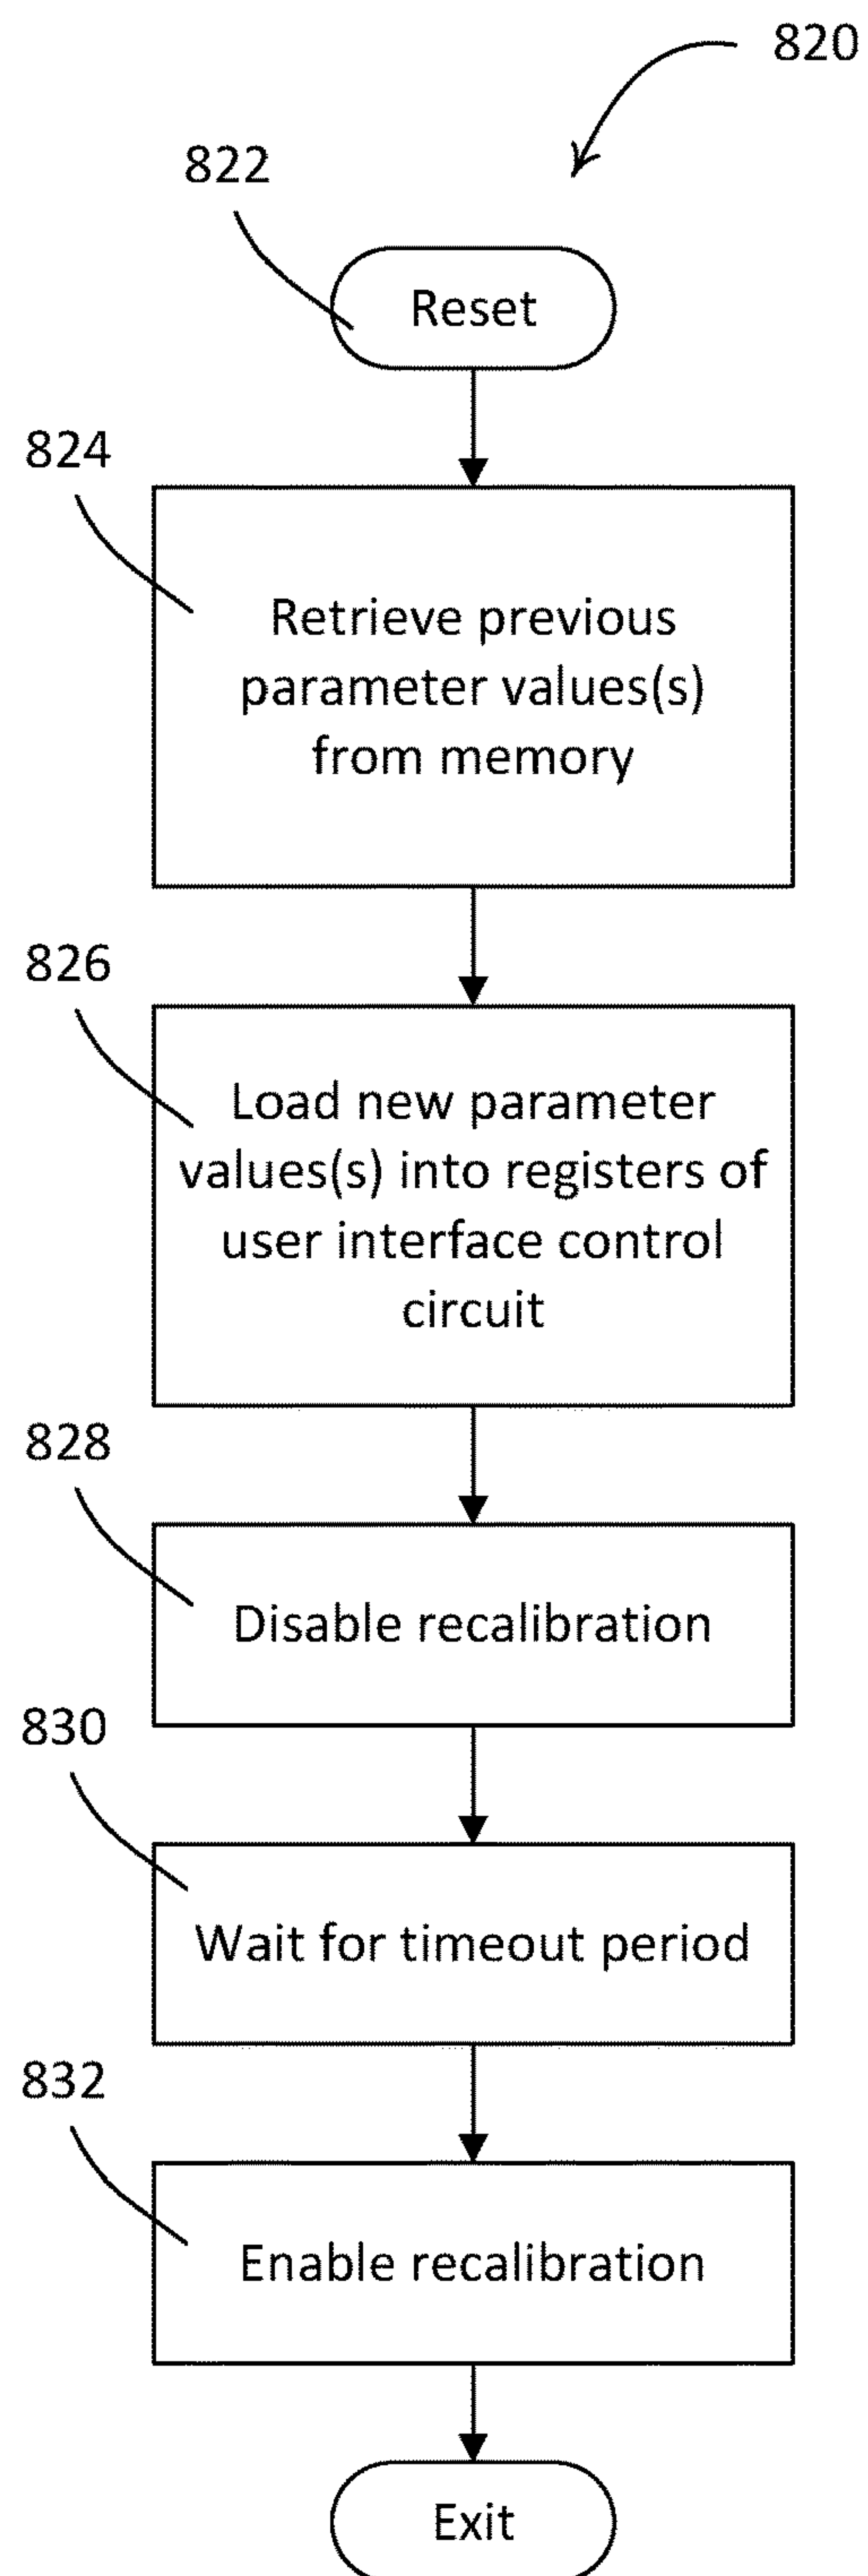 820
822
Reset
824
Retrieve previous
parameter values(s)
from memory
826
Load new parameter
values(s) into registers of
user interface control
circuit
828
Disable recalibration
830
Wait for timeout period
832
Enable recalibration
Exit